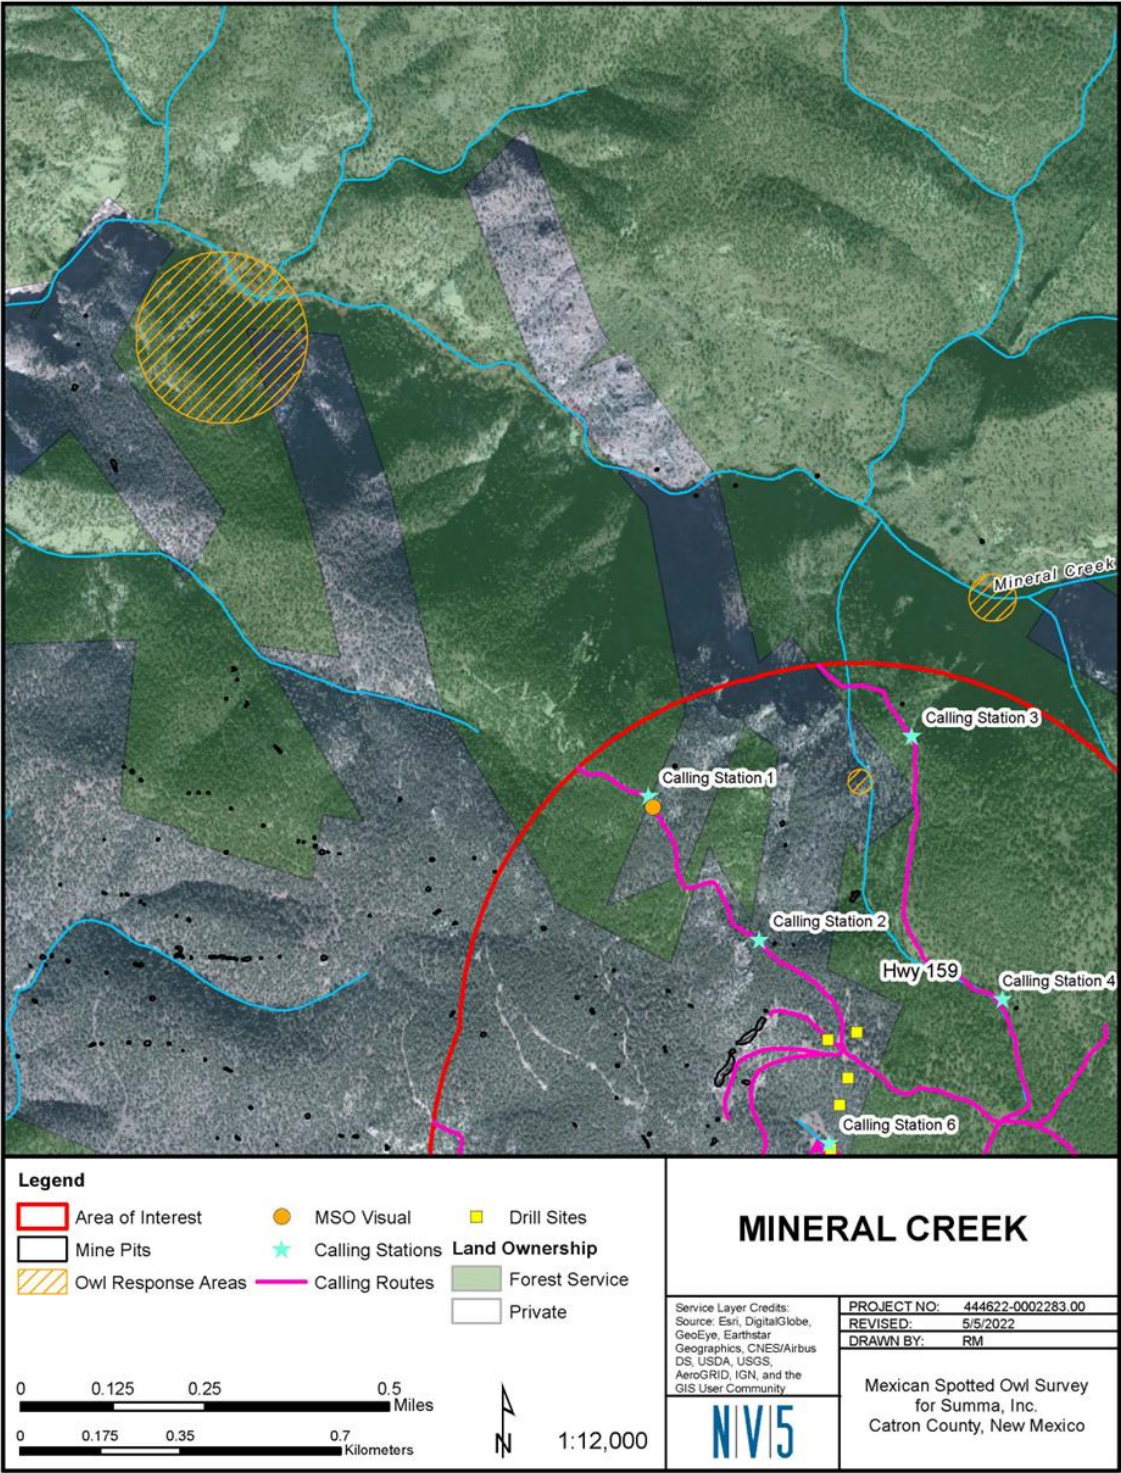 Mineral Creek
Calling Station 3
Calling Station 1
Calling Station 2
Hwy 159
Calling Station 4
Calling Station 6
Legend
Area of Interest
Mine Pits
Owl Response Areas
MSO Visual
Calling Stations
Calling Routes
Drill Sites
Land Ownership
Forest Service
Private
0 0.125 0.25 0.5
Miles
0 0.175 0.35 0.7
Kilometers
N
1:12,000
MINERAL CREEK
Service Layer Credits:
Source: Esri, DigitalGlobe,
GeoEye, Earthstar
Geographics, CNES/Airbus
DS, USDA, USGS,
AeroGRID, IGN, and the
GIS User Community
N|V|5
PROJECT NO: 444622-0002283.00
REVISED: 5/5/2022
DRAWN BY: RM
Mexican Spotted Owl Survey
for Summa, Inc.
Catron County, New Mexico